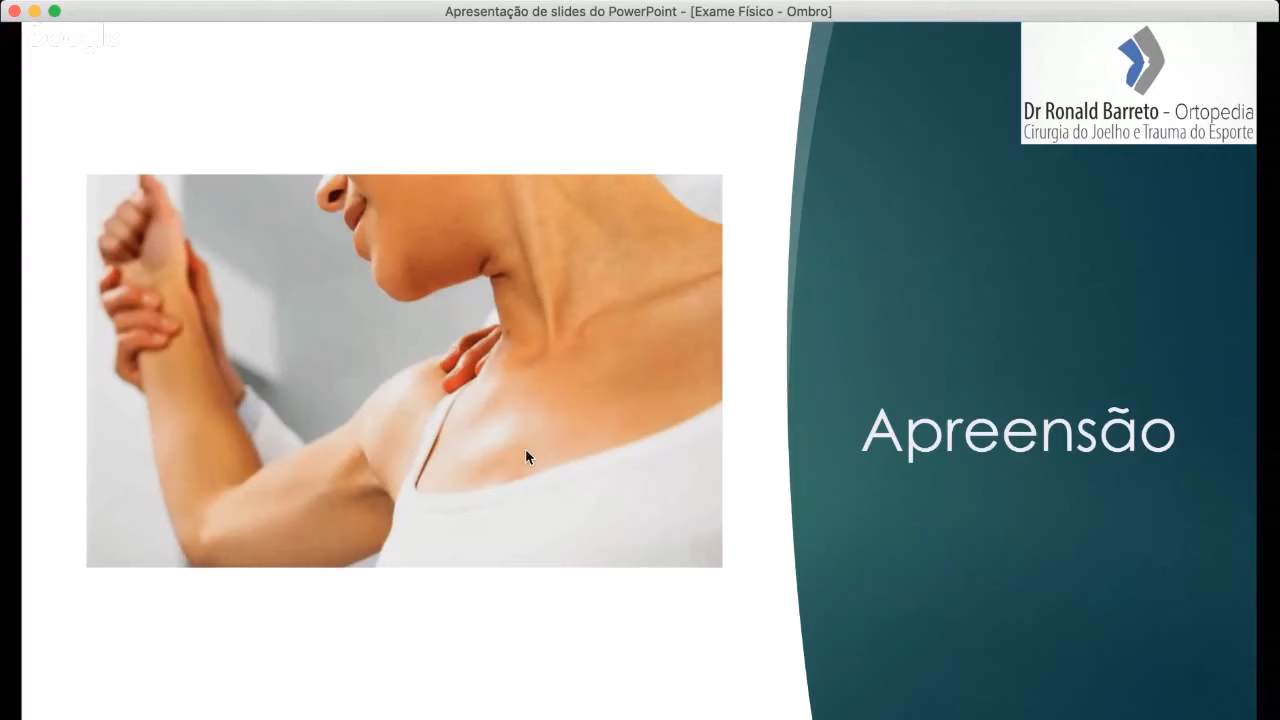 Apresentação de slides do PowerPoint - [Exame Físico - Ombro]
Google
Dr Ronald Barreto - Ortopedia
Cirurgia do Joelho e Trauma do Esporte
Apreensão